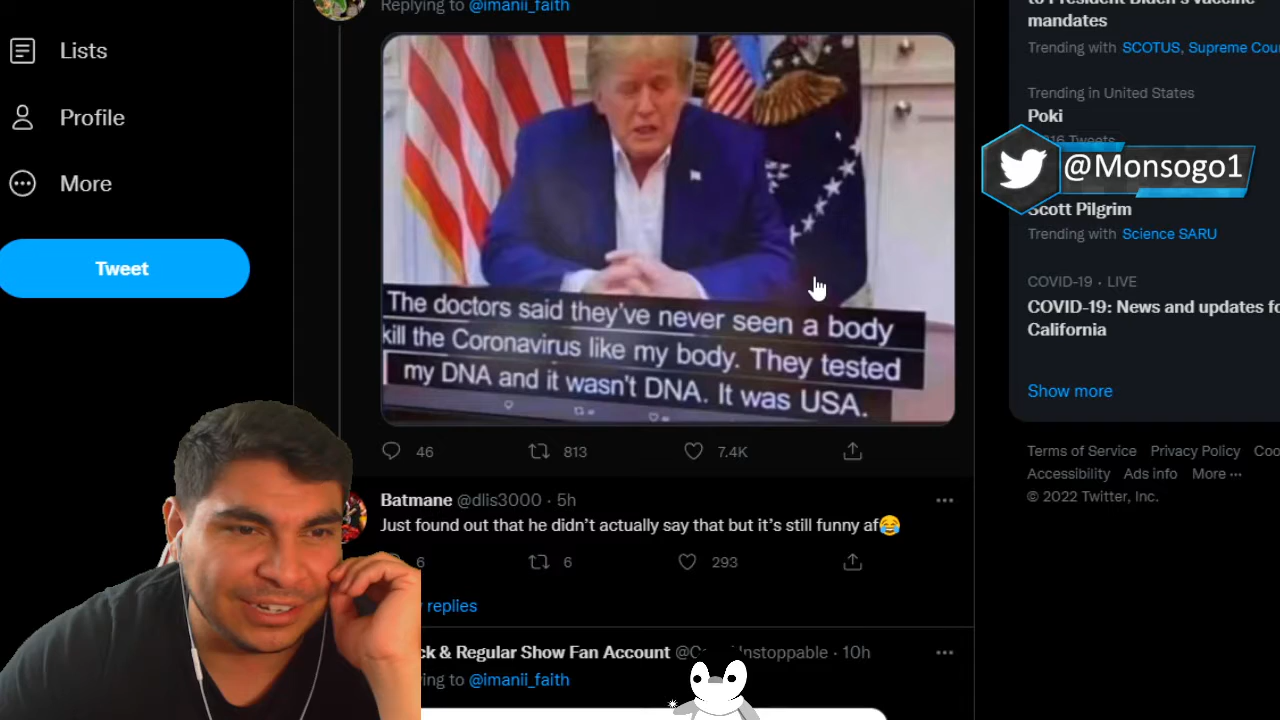 Replying to @imanii_faith
to President Biden's vaccine
mandates
Lists
Trending with SCOTUS, Supreme
Trending in United States
Profile
Poki
Tweets
@Monsogo1
More
Scott Pilgrim
Trending with Science SARU
Tweet
COVID-19 · LIVE
COVID-19: News and updates
California
The doctors said they've never seen a body
kill the Coronavirus like my body. They tested
my DNA and it wasn't DNA. It was USA.
Show more
46 813 7.4K
Terms of Service Privacy Policy
Accessibility Ads info More ···
© 2022 Twitter, Inc.
Batmane @dlis3000 · 5h
Just found out that he didn't actually say that but it's still funny af😂
6 6 293
replies
& Regular Show Fan Account · 10h
@imanii_faith